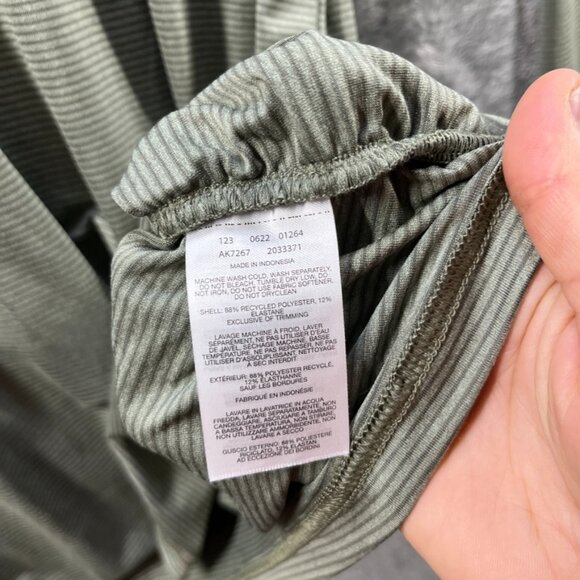 123 0622 01264
AK7267 2033371
MADE IN INDONESIA
MACHINE WASH COLD, WASH SEPARATELY,
DO NOT BLEACH, TUMBLE DRY LOW, DO
NOT IRON, DO NOT USE FABRIC SOFTENER,
DO NOT DRYCLEAN
SHELL: 88% RECYCLED POLYESTER, 12%
ELASTANE
EXCLUSIVE OF TRIMMING
LAVAGE MACHINE À FROID, LAVER
SÉPARÉMENT, NE PAS UTILISER D'EAU
DE JAVEL, SÉCHAGE MACHINE, BASSE
TEMPÉRATURE, NE PAS REPASSER, NE PAS
UTILISER D'ASSOUPLISSANT, NETTOYAGE
À SEC INTERDIT
EXTÉRIEUR: 88% POLYESTER RECYCLÉ,
12% ÉLASTHANNE
SAUF LES BORDURES
FABRIQUÉ EN INDONÉSIE
LAVARE IN LAVATRICE IN ACQUA
FREDDA, LAVARE SEPARATAMENTE, NON
CANDEGGIARE, ASCIUGARE A TAMBURO
A BASSA TEMPERATURA, NON STIRARE,
NON UTILIZZARE AMMORBIDENTE, NON
LAVARE A SECCO
GUSCIO ESTERNO: 88% POLIESTERE
RICICLATO, 12% ELASTAN
AD ECCEZIONE DEI BORDINI